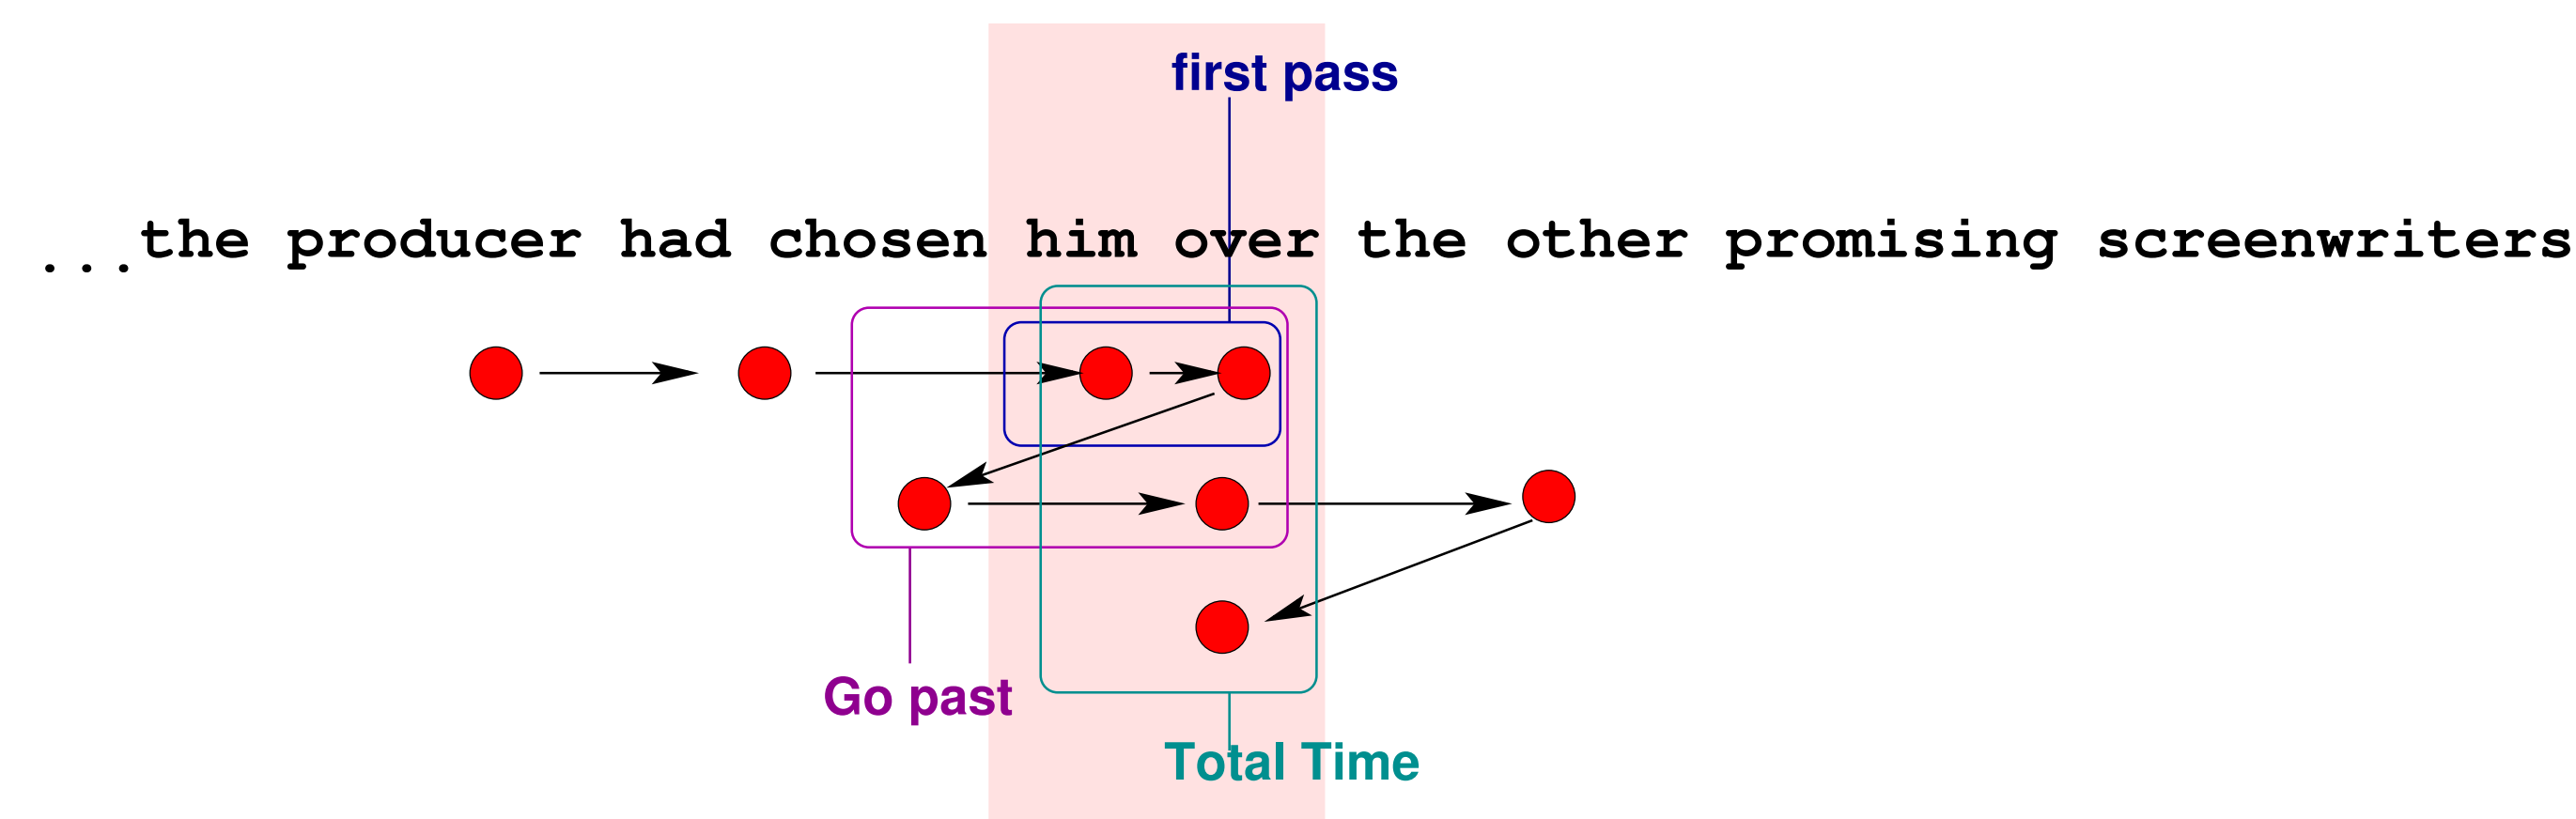 first pass
...the producer had chosen him over the other promising screenwriters
Go past
Total Time